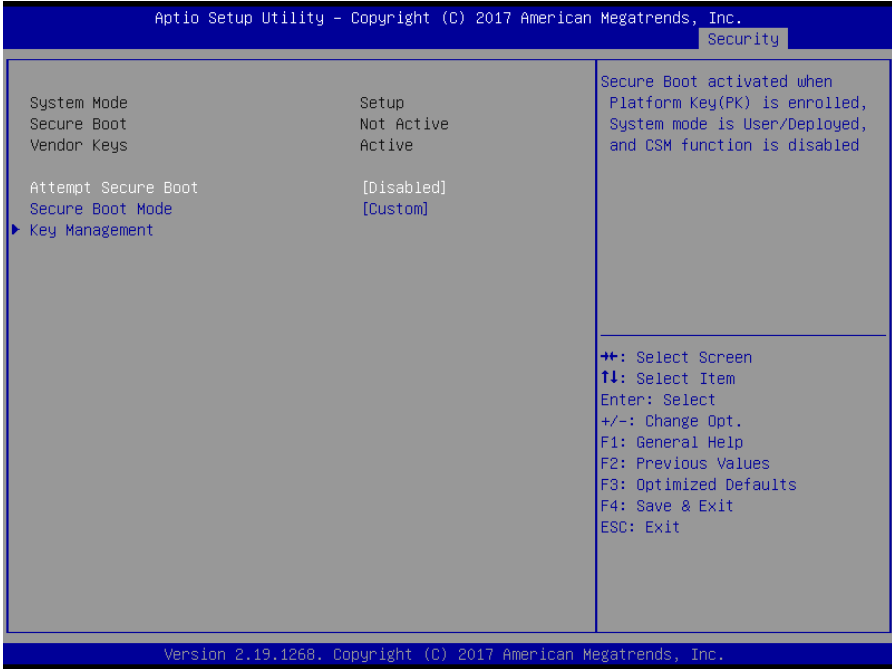 Aptio Setup Utility – Copyright (C) 2017 American Megatrends, Inc.
Security
System Mode Setup
Secure Boot Not Active
Vendor Keys Active
Attempt Secure Boot [Disabled]
Secure Boot Mode [Custom]
Key Management
Secure Boot activated when
Platform Key(PK) is enrolled,
System mode is User/Deployed,
and CSM function is disabled
→←: Select Screen
↑↓: Select Item
Enter: Select
+/-: Change Opt.
F1: General Help
F2: Previous Values
F3: Optimized Defaults
F4: Save & Exit
ESC: Exit
Version 2.19.1268. Copyright (C) 2017 American Megatrends, Inc.